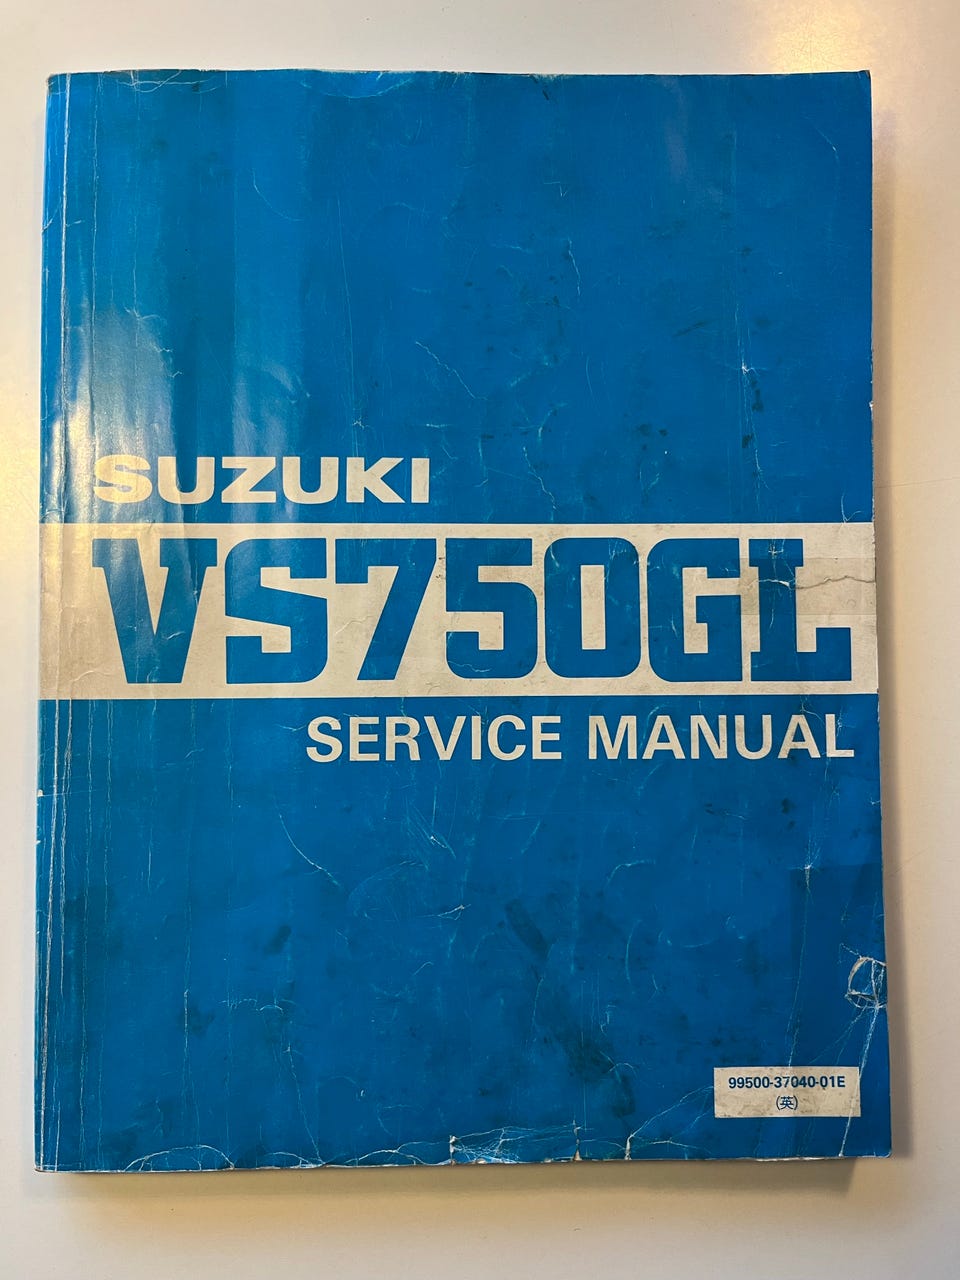 SUZUKI
VS750GL
SERVICE MANUAL
99500-37040-01E
(英)